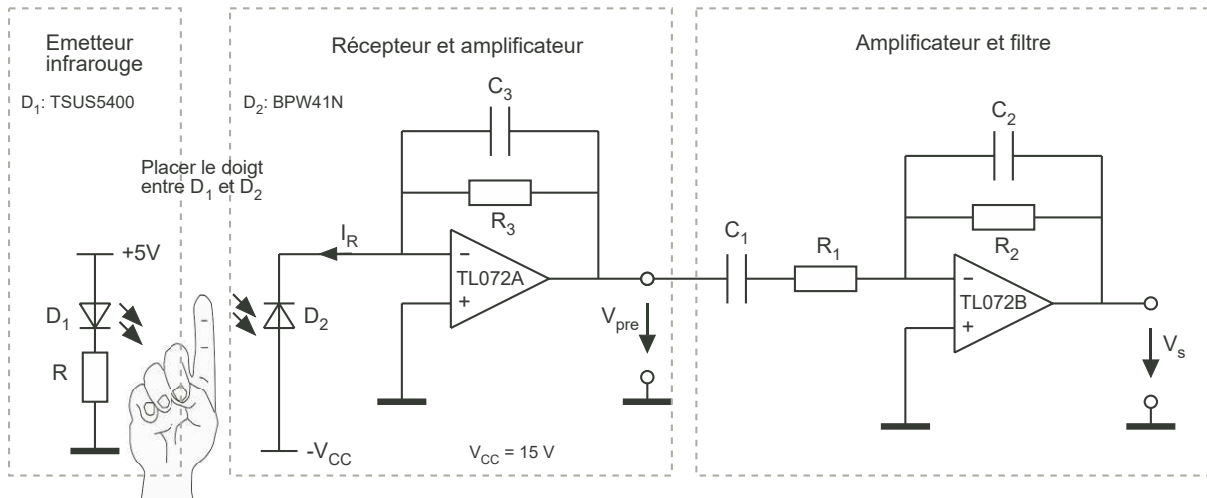 Emetteur
infrarouge
D1: TSUS5400
Placer le doigt
entre D1 et D2
+5V
D1
R
Récepteur et amplificateur
D2: BPW41N
C3
R3
IR
−
TL072A
+
D2
Vpre
-VCC
VCC = 15 V
Amplificateur et filtre
C2
R2
C1
R1
−
TL072B
+
Vs